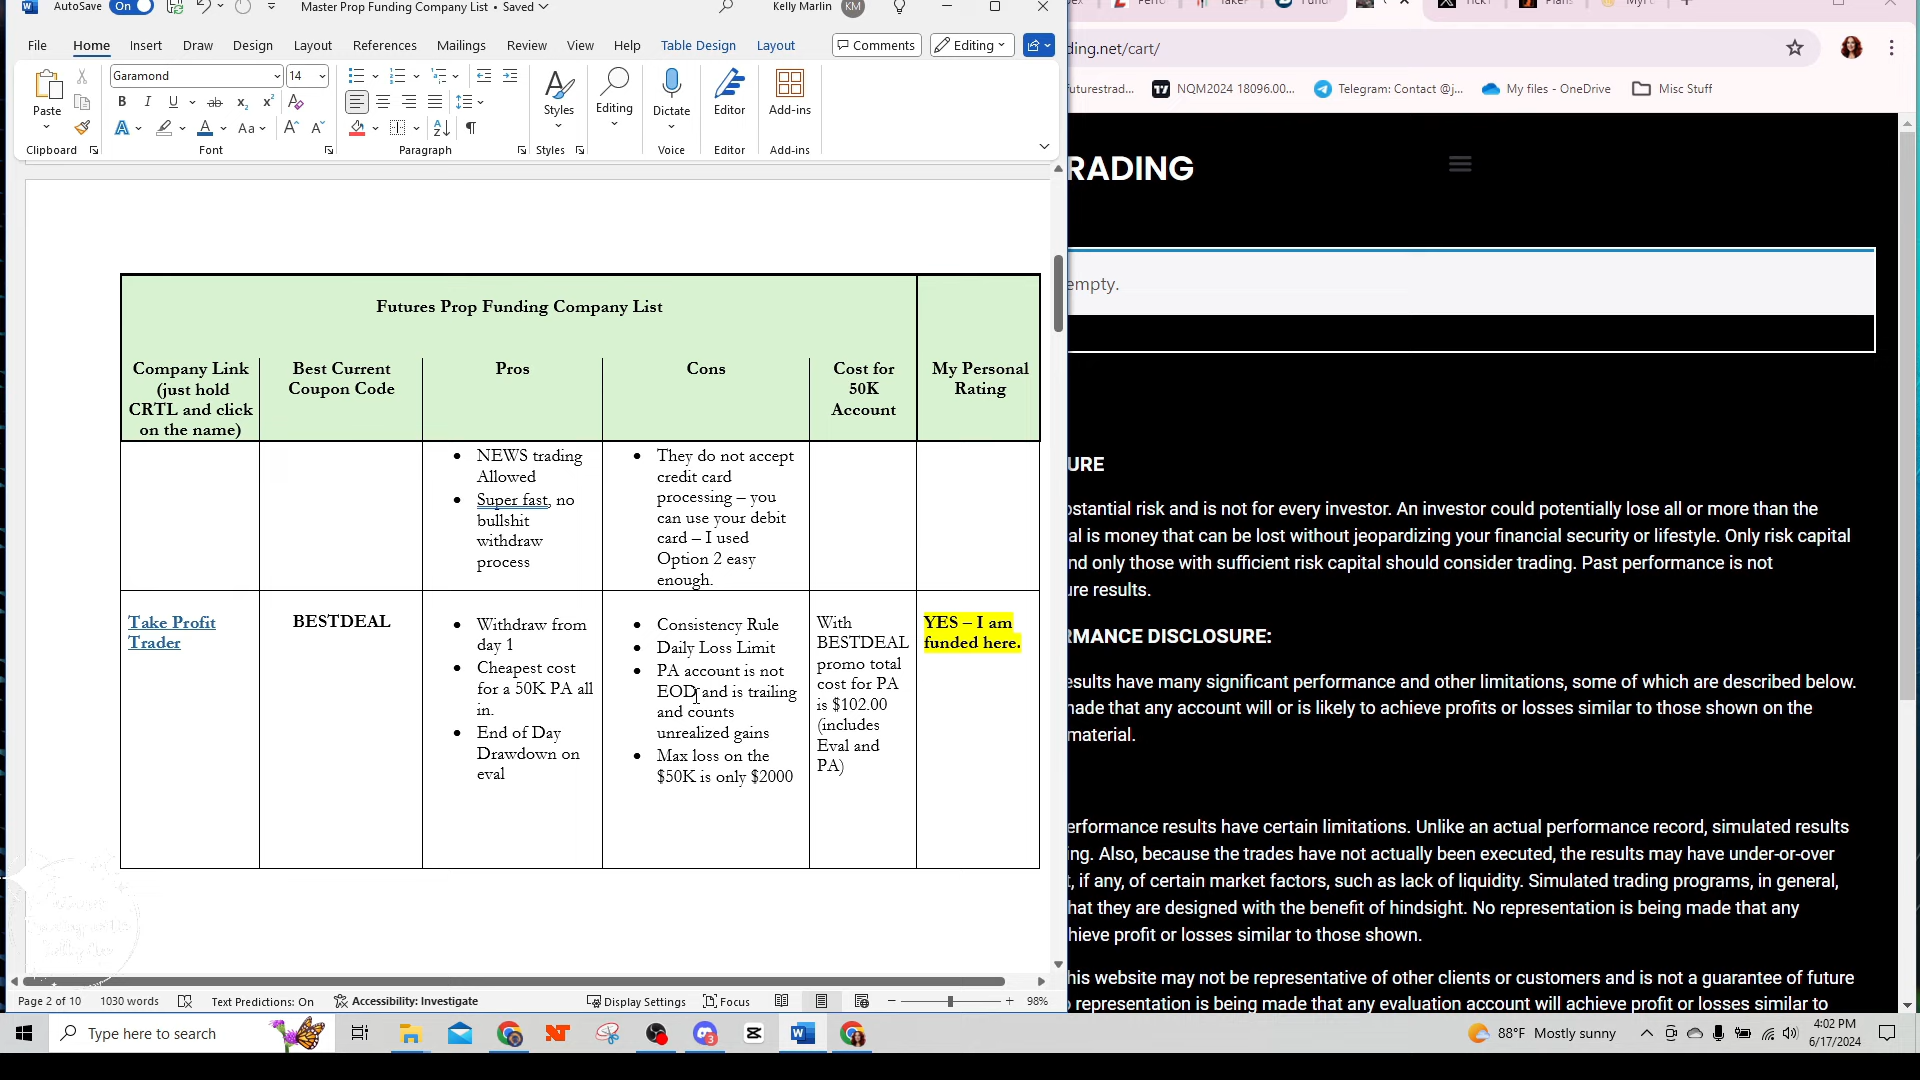 AutoSave On Master Prop Funding Company List • Saved Kelly Marlin KM
File Home Insert Draw Design Layout References Mailings Review View Help Table Design Layout Comments Editing
Garamond 14
Paste
Styles Editing Dictate Editor Add-ins
Clipboard Font Paragraph Styles Voice Editor Add-ins
Futures Prop Funding Company List
Company Link
(just hold
CRTL and click
on the name)
Best Current
Coupon Code
Pros
Cons
Cost for
50K
Account
My Personal
Rating
• NEWS trading
Allowed
• Super fast, no
bullshit
withdraw
process
• They do not accept
credit card
processing – you
can use your debit
card – I used
Option 2 easy
enough.
Take Profit
Trader
BESTDEAL
• Withdraw from
day 1
• Cheapest cost
for a 50K PA all
in.
• End of Day
Drawdown on
eval
• Consistency Rule
• Daily Loss Limit
• PA account is not
EOD and is trailing
and counts
unrealized gains
• Max loss on the
$50K is only $2000
With
BESTDEAL
promo total
cost for PA
is $102.00
(includes
Eval and
PA)
YES – I am
funded here.
Page 2 of 10 1030 words Text Predictions: On Accessibility: Investigate Display Settings Focus 98%
ding.net/cart/
futurestrad... NQM2024 18096.00... Telegram: Contact @j... My files - OneDrive Misc Stuff
RADING
empty.
URE
ostantial risk and is not for every investor. An investor could potentially lose all or more than the
al is money that can be lost without jeopardizing your financial security or lifestyle. Only risk capital
nd only those with sufficient risk capital should consider trading. Past performance is not
ure results.
RMANCE DISCLOSURE:
esults have many significant performance and other limitations, some of which are described below.
nade that any account will or is likely to achieve profits or losses similar to those shown on the
material.
erformance results have certain limitations. Unlike an actual performance record, simulated results
ing. Also, because the trades have not actually been executed, the results may have under-or-over
t, if any, of certain market factors, such as lack of liquidity. Simulated trading programs, in general,
hat they are designed with the benefit of hindsight. No representation is being made that any
hieve profit or losses similar to those shown.
his website may not be representative of other clients or customers and is not a guarantee of future
representation is being made that any evaluation account will achieve profit or losses similar to
Type here to search
88°F Mostly sunny
4:02 PM
6/17/2024